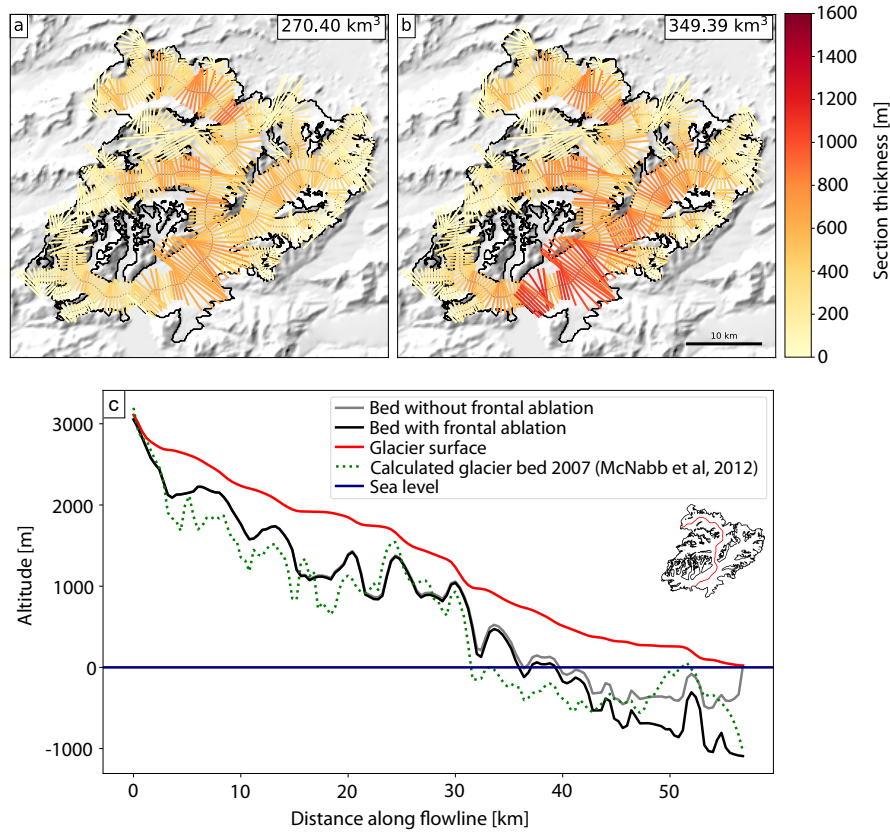 a
270.40 km³
b
349.39 km³
10 km
1600
1400
1200
1000
800
600
400
200
0
Section thickness [m]
c
Bed without frontal ablation
Bed with frontal ablation
Glacier surface
Calculated glacier bed 2007 (McNabb et al, 2012)
Sea level
3000
2000
1000
0
-1000
Altitude [m]
0
10
20
30
40
50
Distance along flowline [km]